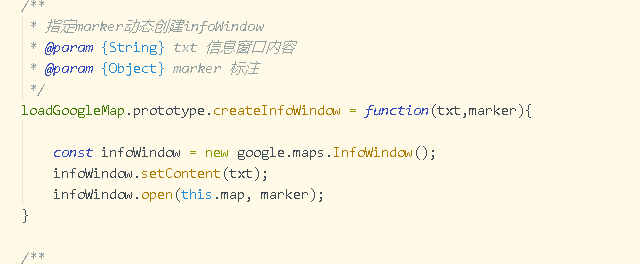 /**
* 指定marker动态创建infoWindow
* @param {String} txt 信息窗口内容
* @param {Object} marker 标注
*/
loadGoogleMap.prototype.createInfoWindow = function(txt,marker){
const infoWindow = new google.maps.InfoWindow();
infoWindow.setContent(txt);
infoWindow.open(this.map, marker);
}
/**